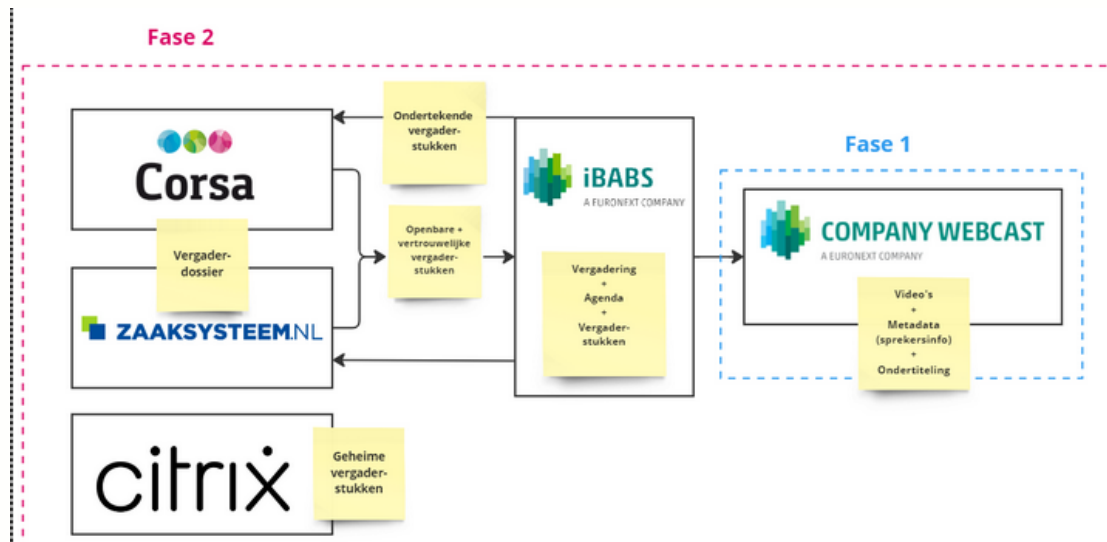 Fase 2
Corsa
Vergader-
dossier
ZAAKSYSTEEM.NL
citrix
Geheime
vergader-
stukken
Ondertekende
vergader-
stukken
Openbare +
vertrouwelijke
vergader-
stukken
iBABS
A EURONEXT COMPANY
Vergadering
+
Agenda
+
Vergader-
stukken
Fase 1
COMPANY WEBCAST
A EURONEXT COMPANY
Video's
+
Metadata
(sprekersinfo)
+
Ondertiteling